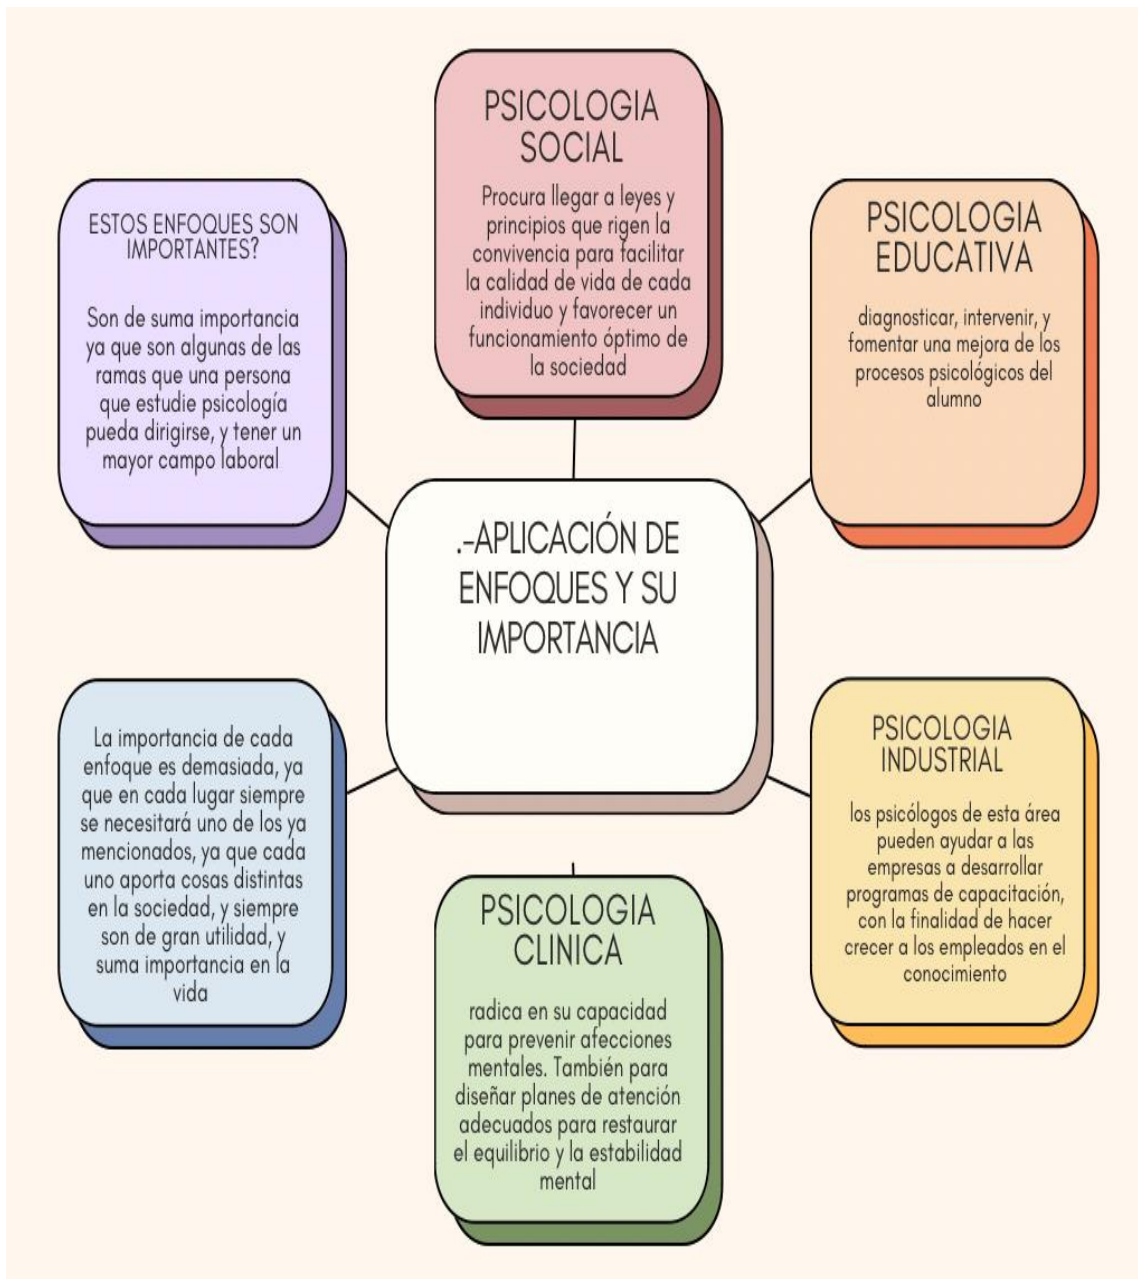 PSICOLOGIA
SOCIAL
Procura llegar a leyes y
principios que rigen la
convivencia para facilitar
la calidad de vida de cada
individuo y favorecer un
funcionamiento óptimo de
la sociedad
ESTOS ENFOQUES SON
IMPORTANTES?
Son de suma importancia
ya que son algunas de las
ramas que una persona
que estudie psicología
pueda dirigirse, y tener un
mayor campo laboral
PSICOLOGIA
EDUCATIVA
diagnosticar, intervenir, y
fomentar una mejora de los
procesos psicológicos del
alumno
.-APLICACIÓN DE
ENFOQUES Y SU
IMPORTANCIA
La importancia de cada
enfoque es demasiada, ya
que en cada lugar siempre
se necesitará uno de los ya
mencionados, ya que cada
uno aporta cosas distintas
en la sociedad, y siempre
son de gran utilidad, y
suma importancia en la
vida
PSICOLOGIA
INDUSTRIAL
los psicólogos de esta área
pueden ayudar a las
empresas a desarrollar
programas de capacitación,
con la finalidad de hacer
crecer a los empleados en el
conocimiento
PSICOLOGIA
CLINICA
radica en su capacidad
para prevenir afecciones
mentales. También para
diseñar planes de atención
adecuados para restaurar
el equilibrio y la estabilidad
mental